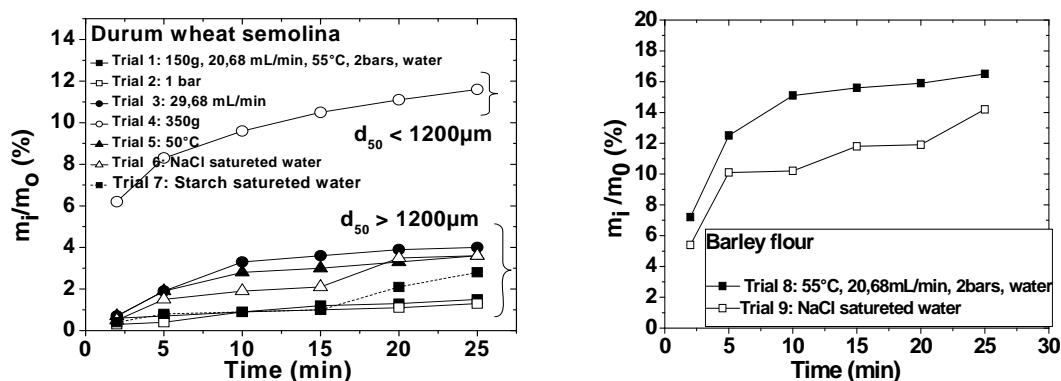 Durum wheat semolina
Trial 1: 150g, 20,68 mL/min, 55°C, 2bars, water
Trial 2: 1 bar
Trial 3: 29,68 mL/min
Trial 4: 350g
Trial 5: 50°C
Trial 6: NaCl satureted water
Trial 7: Starch satureted water
d50 < 1200µm
d50 > 1200µm
mi/mo (%)
14
12
10
8
6
4
2
0
0 5 10 15 20 25
Time (min)
mi/m0 (%)
20
18
16
14
12
10
8
6
4
2
0
Barley flour
Trial 8: 55°C, 20,68mL/min, 2bars, water
Trial 9: NaCl satureted water
0 5 10 15 20 25 30
Time (min)